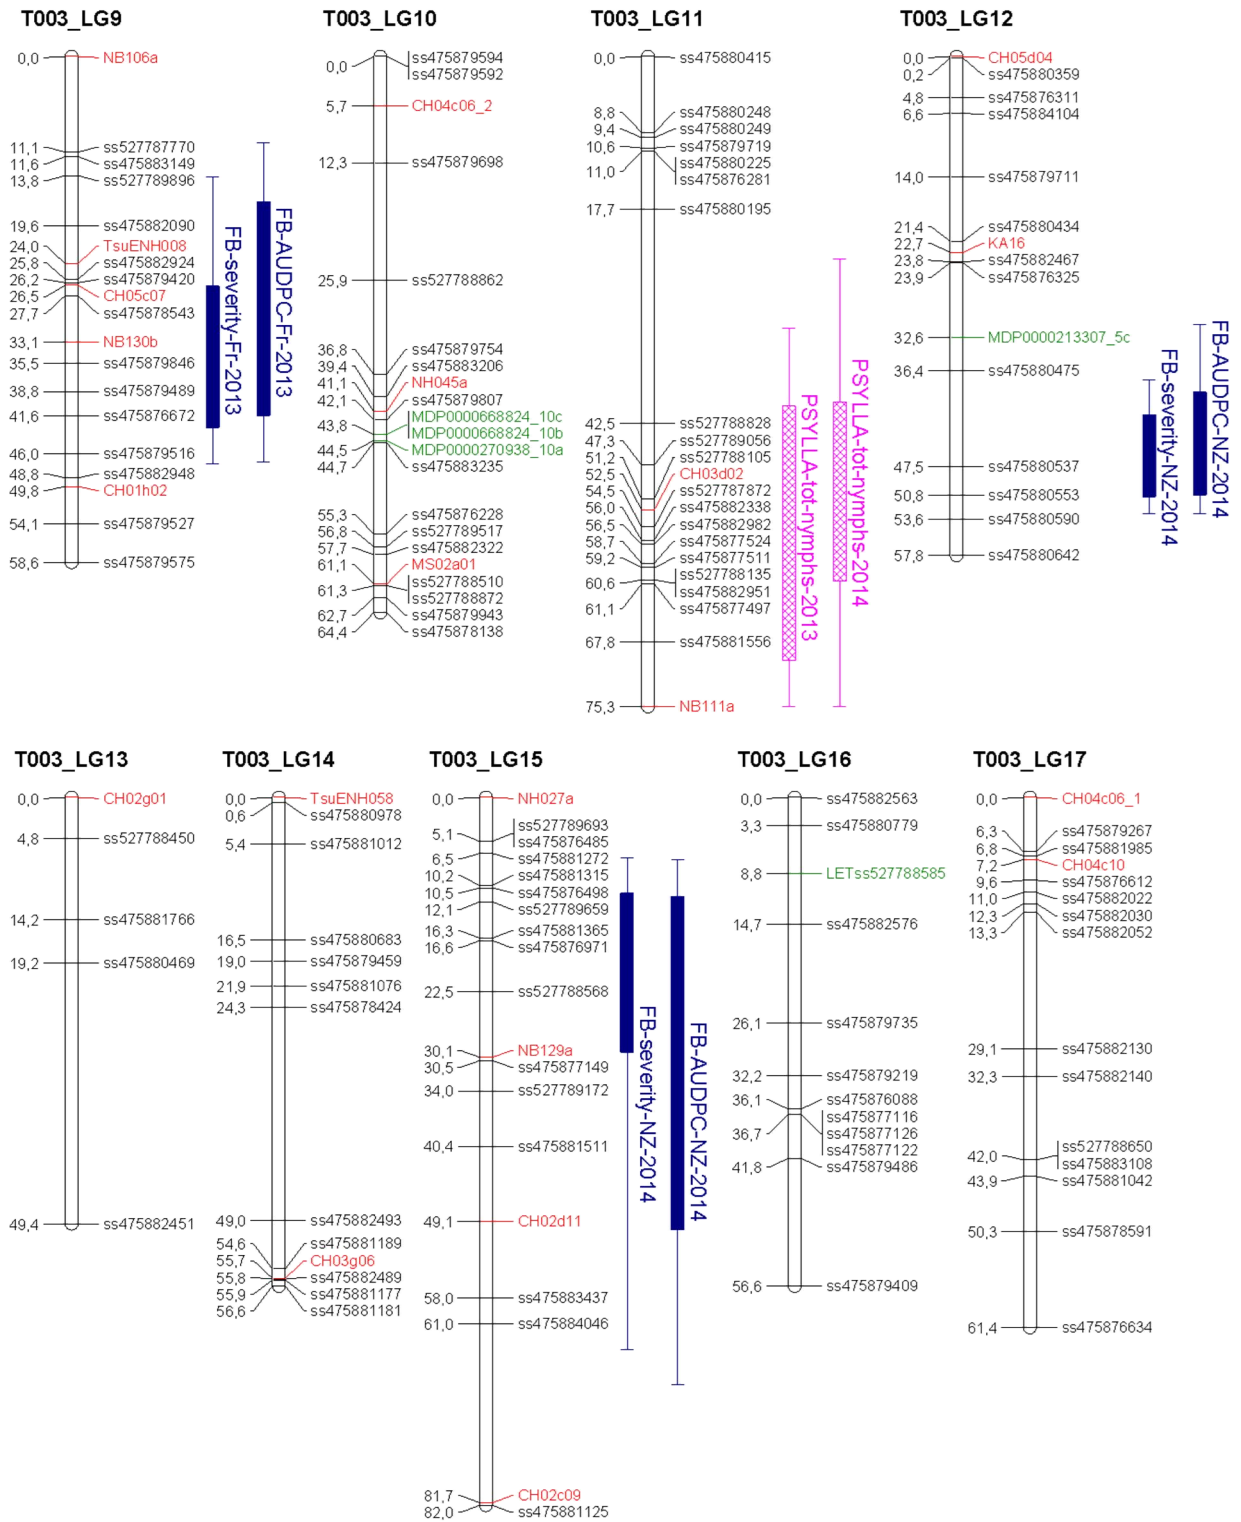 T003_LG9
0,0 NB106a
11,1 ss527787770
11,6 ss475883149
13,8 ss527789896
19,6 ss475882090
24,0 TsuENH008
25,8 ss475882924
26,2 ss475879420
26,5 CH05c07
27,7 ss475878543
33,1 NB130b
35,5 ss475879846
38,8 ss475879489
41,6 ss475876672
46,0 ss475879516
48,8 ss475882948
49,8 CH01h02
54,1 ss475879527
58,6 ss475879575
FB-severity-Fr-2013
FB-AUDPC-Fr-2013
T003_LG10
0,0 ss475879594
ss475879592
5,7 CH04c06_2
12,3 ss475879698
25,9 ss527788862
36,8 ss475879754
39,4 ss475883206
41,1 NH045a
42,1 ss475879807
43,8 MDP0000668824_10c
MDP0000668824_10b
44,5 MDP0000270938_10a
44,7 ss475883235
55,3 ss475876228
56,8 ss527789517
57,7 ss475882322
61,1 MS02a01
61,3 ss527788510
ss527788872
62,7 ss475879943
64,4 ss475878138
T003_LG11
0,0 ss475880415
8,8 ss475880248
9,4 ss475880249
10,6 ss475879719
11,0 ss475880225
ss475876281
17,7 ss475880195
42,5 ss527788828
47,3 ss527789056
51,2 ss527788105
52,5 CH03d02
54,5 ss527787872
56,0 ss475882338
56,5 ss475882982
58,7 ss475877524
59,2 ss475877511
60,6 ss527788135
ss475882951
61,1 ss475877497
67,8 ss475881556
75,3 NB111a
PSYLLA-tot-nymphs-2013
PSYLLA-tot-nymphs-2014
T003_LG12
0,0 CH05d04
0,2 ss475880359
4,8 ss475876311
6,6 ss475884104
14,0 ss475879711
21,4 ss475880434
22,7 KA16
23,8 ss475882467
23,9 ss475876325
32,6 MDP0000213307_5c
36,4 ss475880475
47,5 ss475880537
50,8 ss475880553
53,6 ss475880590
57,8 ss475880642
FB-severity-NZ-2014
FB-AUDPC-NZ-2014
T003_LG13
0,0 CH02g01
4,8 ss527788450
14,2 ss475881766
19,2 ss475880469
49,4 ss475882451
T003_LG14
0,0 TsuENH058
0,6 ss475880978
5,4 ss475881012
16,5 ss475880683
19,0 ss475879459
21,9 ss475881076
24,3 ss475878424
49,0 ss475882493
54,6 ss475881189
55,7 CH03g06
55,8 ss475882489
55,9 ss475881177
56,6 ss475881181
T003_LG15
0,0 NH027a
5,1 ss527789693
ss475876485
6,5 ss475881272
10,2 ss475881315
10,5 ss475876498
12,1 ss527789659
16,3 ss475881365
16,6 ss475876971
22,5 ss527788568
30,1 NB129a
30,5 ss475877149
34,0 ss527789172
40,4 ss475881511
49,1 CH02d11
58,0 ss475883437
61,0 ss475884046
81,7 CH02c09
82,0 ss475881125
FB-severity-NZ-2014
FB-AUDPC-NZ-2014
T003_LG16
0,0 ss475882563
3,3 ss475880779
8,8 LETss527788585
14,7 ss475882576
26,1 ss475879735
32,2 ss475879219
36,1 ss475876088
36,7 ss475877116
ss475877126
ss475877122
41,8 ss475879486
56,6 ss475879409
T003_LG17
0,0 CH04c06_1
6,3 ss475879267
6,8 ss475881985
7,2 CH04c10
9,6 ss475876612
11,0 ss475882022
12,3 ss475882030
13,3 ss475882052
29,1 ss475882130
32,3 ss475882140
42,0 ss527788650
ss475883108
43,9 ss475881042
50,3 ss475878591
61,4 ss475876634